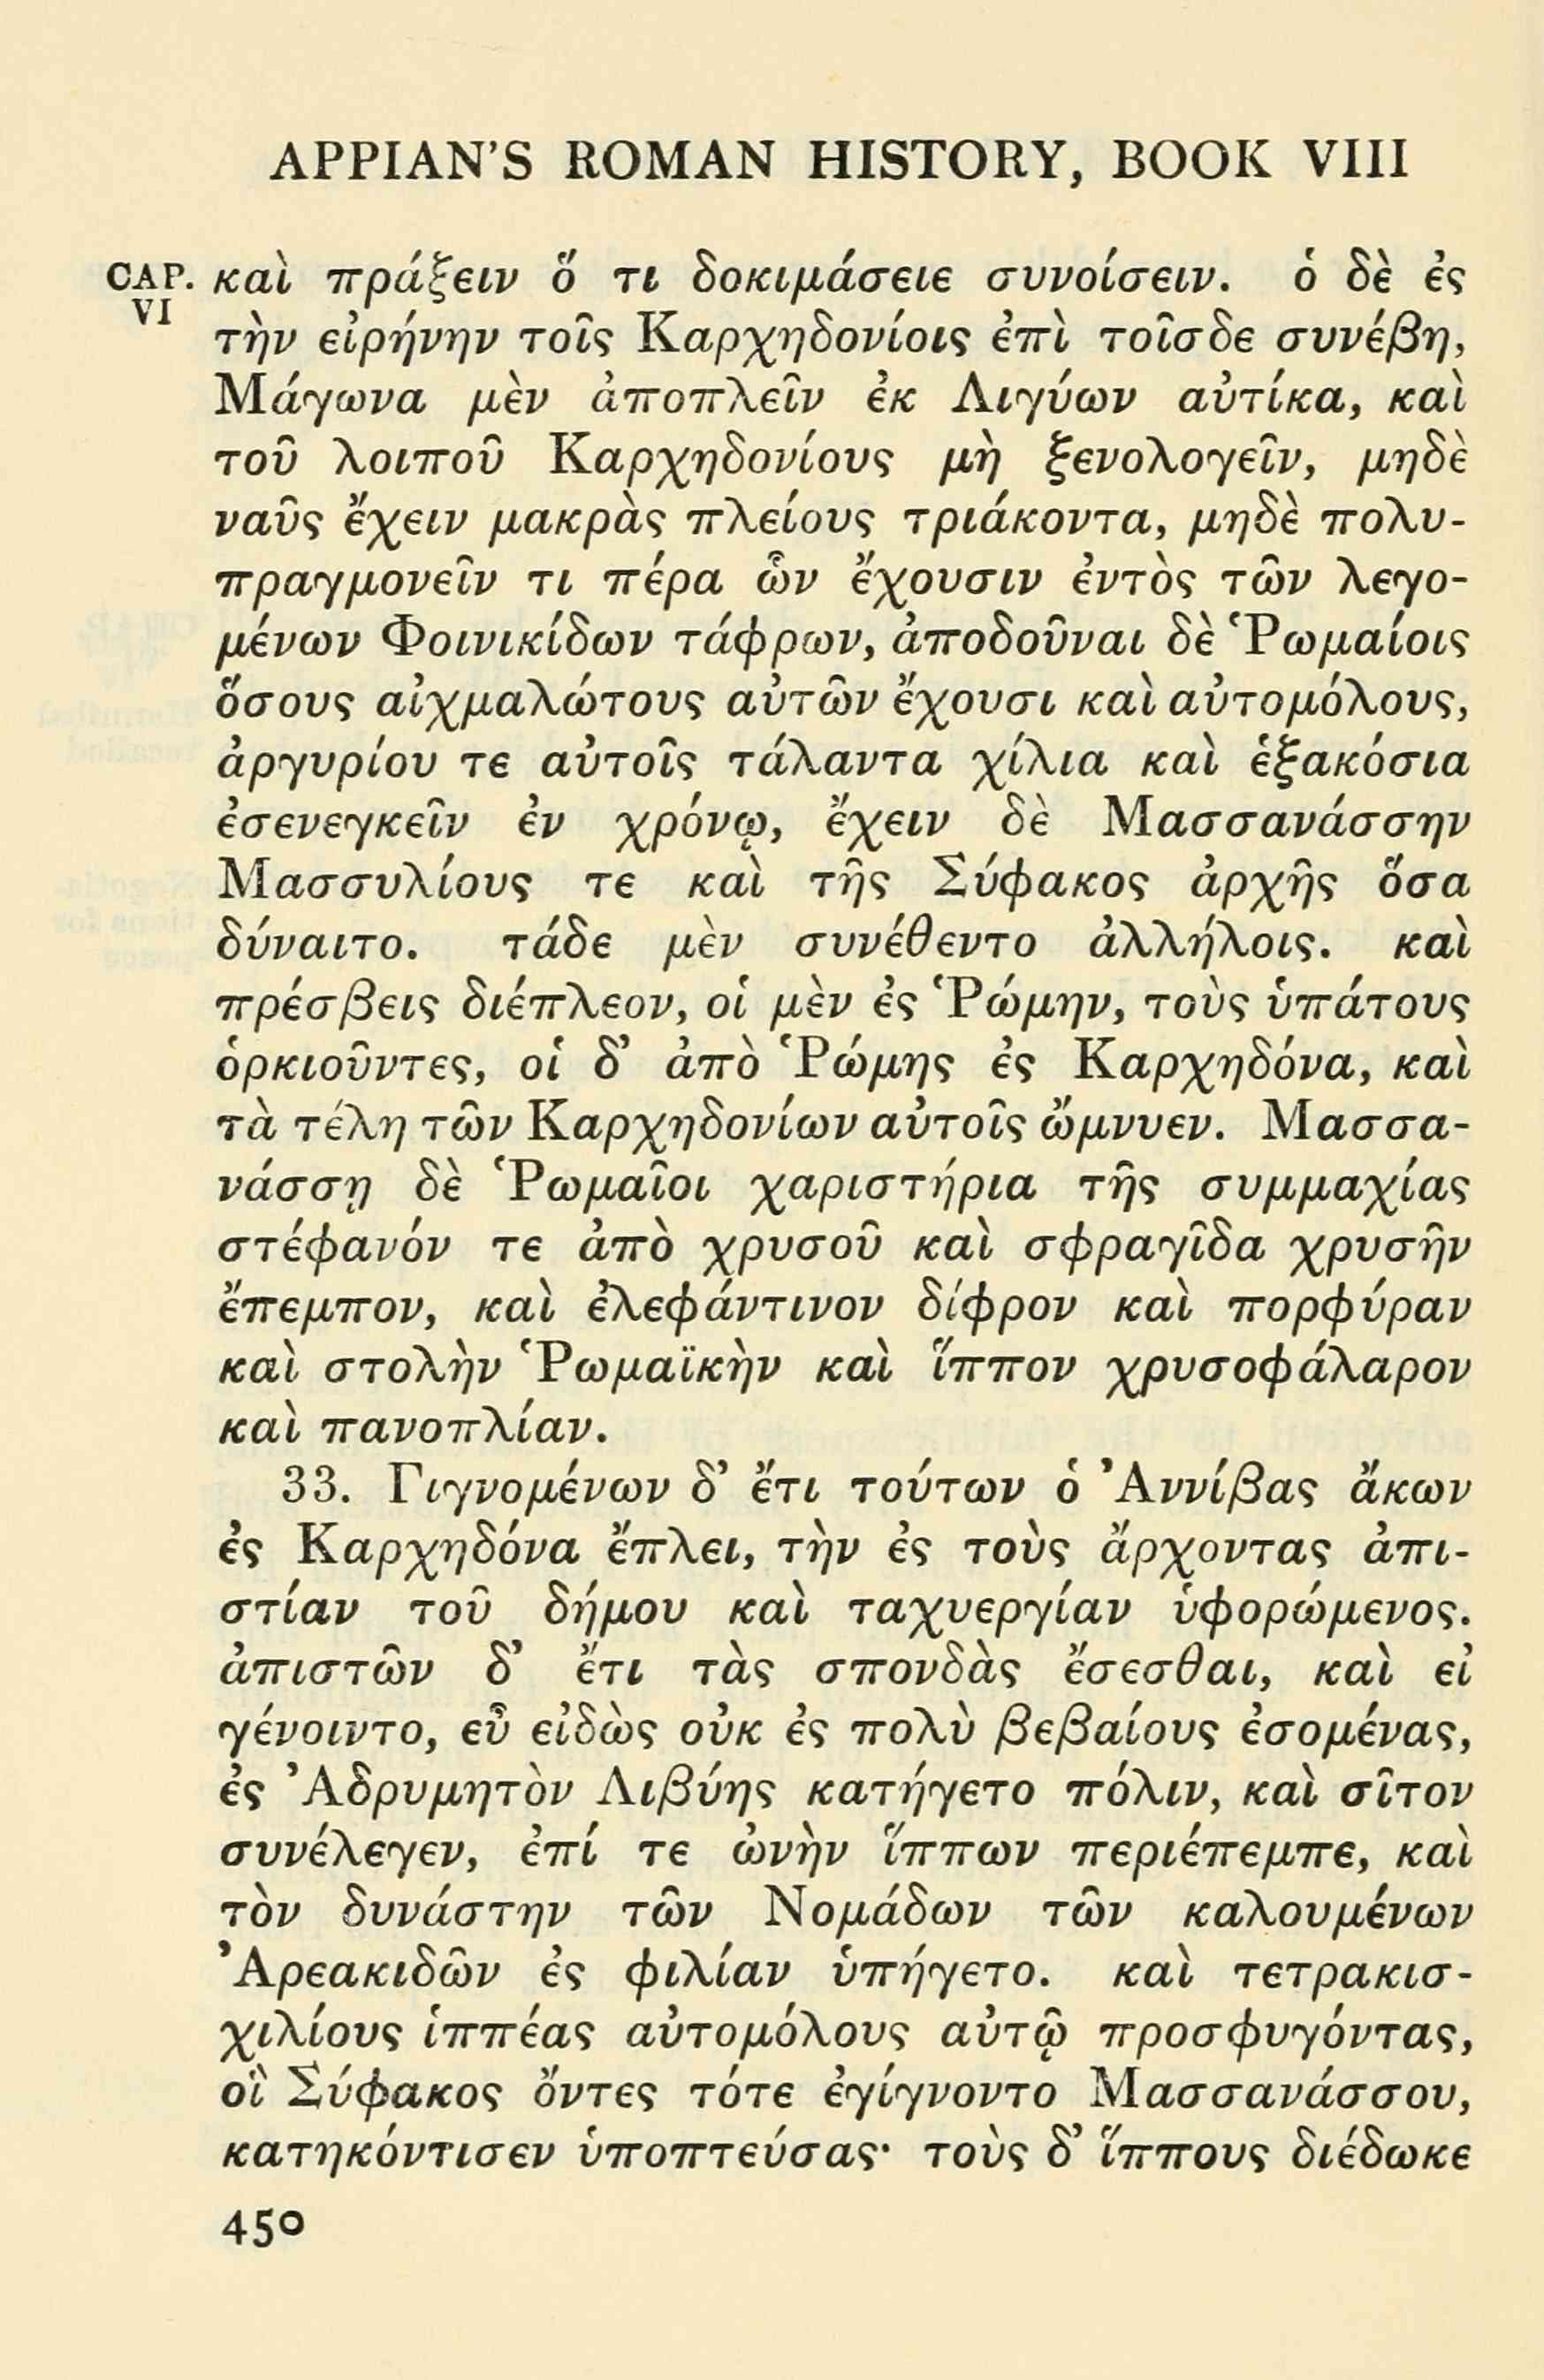 APPIAN'S ROMAN HISTORY, BOOK VIII
CAP. VI
καὶ πράξειν ὅ τι δοκιμάσειε συνοίσειν. ὁ δὲ ἐς
τὴν εἰρήνην τοῖς Καρχηδονίοις ἐπὶ τοῖσδε συνέβη,
Μάγωνα μὲν ἀποπλεῖν ἐκ Λιγύων αὐτίκα, καὶ
τοῦ λοιποῦ Καρχηδονίους μὴ ξενολογεῖν, μηδὲ
ναῦς ἔχειν μακρὰς πλείους τριάκοντα, μηδὲ πολυ-
πραγμονεῖν τι πέρα ὧν ἔχουσιν ἐντὸς τῶν λεγο-
μένων Φοινικίδων τάφρων, ἀποδοῦναι δὲ Ῥωμαίοις
ὅσους αἰχμαλώτους αὐτῶν ἔχουσι καὶ αὐτομόλους,
ἀργυρίου τε αὐτοῖς τάλαντα χίλια καὶ ἑξακόσια
ἐσενεγκεῖν ἐν χρόνῳ, ἔχειν δὲ Μασσανάσσην
Μασσυλίους τε καὶ τῆς Σύφακος ἀρχῆς ὅσα
δύναιτο. τάδε μὲν συνέθεντο ἀλλήλοις. καὶ
πρέσβεις διέπλεον, οἱ μὲν ἐς Ῥώμην, τοὺς ὑπάτους
ὁρκιοῦντες, οἱ δ' ἀπὸ Ῥώμης ἐς Καρχηδόνα, καὶ
τὰ τέλη τῶν Καρχηδονίων αὐτοῖς ὤμνυεν. Μασσα-
νάσσῃ δὲ Ῥωμαῖοι χαριστήρια τῆς συμμαχίας
στέφανόν τε ἀπὸ χρυσοῦ καὶ σφραγῖδα χρυσῆν
ἔπεμπον, καὶ ἐλεφάντινον δίφρον καὶ πορφύραν
καὶ στολὴν Ῥωμαϊκὴν καὶ ἵππον χρυσοφάλαρον
καὶ πανοπλίαν.
33. Γιγνομένων δ' ἔτι τούτων ὁ Ἀννίβας ἄκων
ἐς Καρχηδόνα ἔπλει, τὴν ἐς τοὺς ἄρχοντας ἀπι-
στίαν τοῦ δήμου καὶ ταχυεργίαν ὑφορώμενος.
ἀπιστῶν δ' ἔτι τὰς σπονδὰς ἔσεσθαι, καὶ εἰ
γένοιντο, εὖ εἰδὼς οὐκ ἐς πολὺ βεβαίους ἐσομένας,
ἐς Ἀδρυμητὸν Λιβύης κατήγετο πόλιν, καὶ σῖτον
συνέλεγεν, ἐπί τε ὠνὴν ἵππων περιέπεμπε, καὶ
τὸν δυνάστην τῶν Νομάδων τῶν καλουμένων
Ἀρεακιδῶν ἐς φιλίαν ὑπήγετο. καὶ τετρακισ-
χιλίους ἱππέας αὐτομόλους αὐτῷ προσφυγόντας,
οἳ Σύφακος ὄντες τότε ἐγίγνοντο Μασσανάσσου,
κατηκόντισεν ὑποπτεύσας· τοὺς δ' ἵππους διέδωκε
450